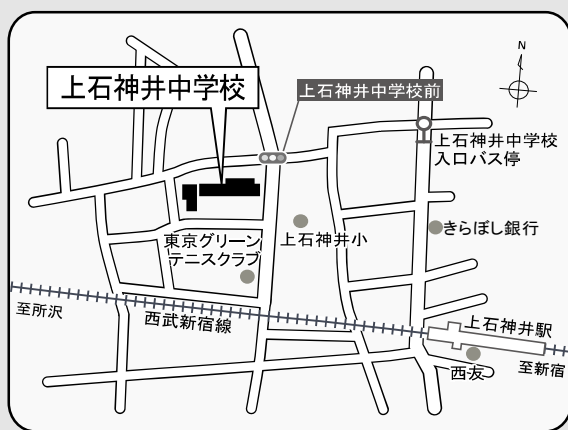 N
上石神井中学校
上石神井中学校前
上石神井中学校
入口バス停
きらぼし銀行
上石神井小
東京グリーン
テニスクラブ
至所沢
西武新宿線
上石神井駅
西友
至新宿